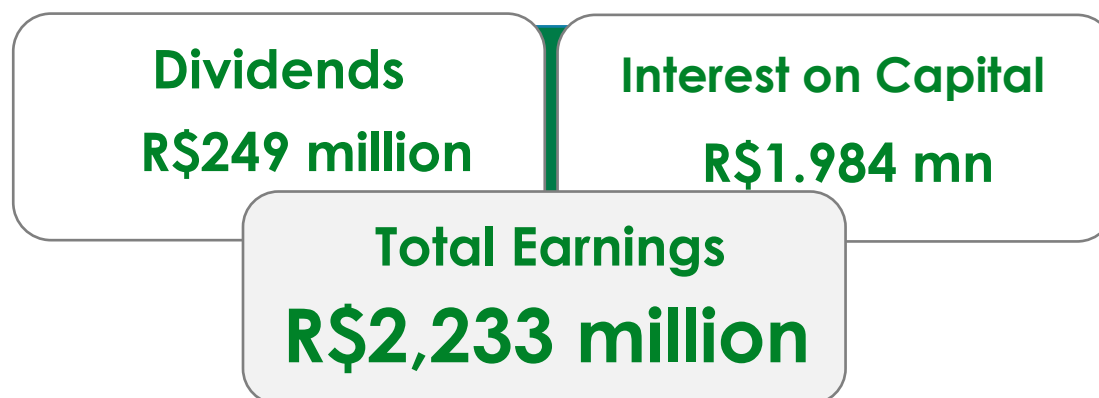 Dividends
R$249 million
Interest on Capital
R$1.984 mn
Total Earnings
R$2,233 million